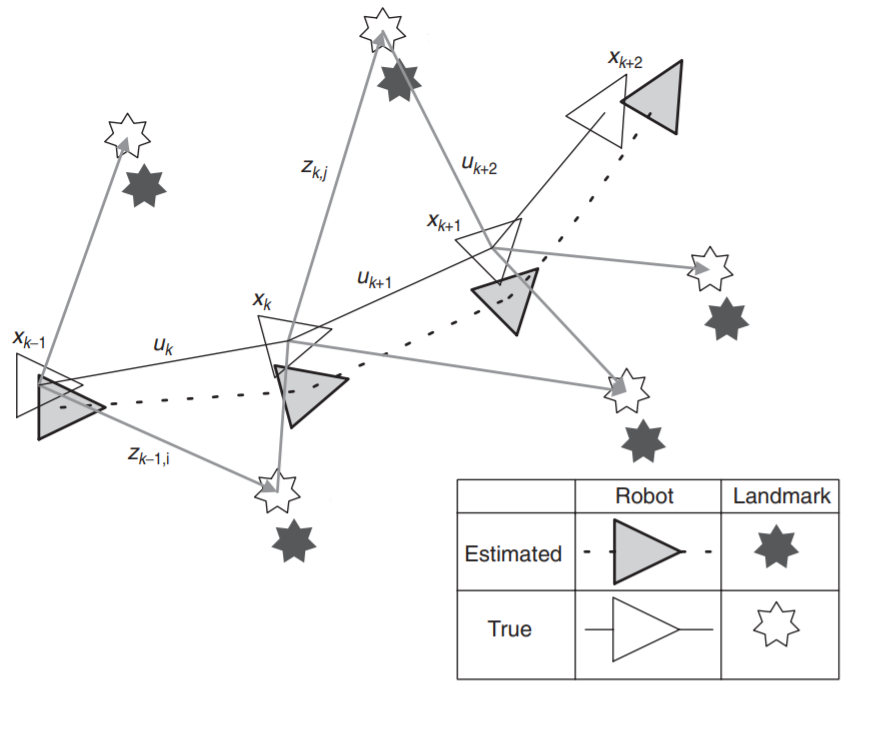 x_{k+2}
z_{k,j}
u_{k+2}
x_{k+1}
u_{k+1}
x_k
x_{k–1}
u_k
z_{k–1,i}
Robot Landmark
Estimated
True